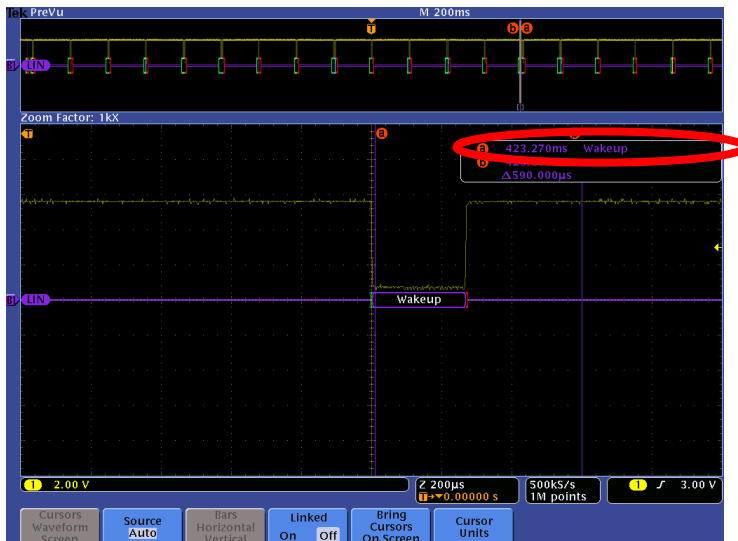 Tek PreVu M 200ms
T b a
B1 LIN
Zoom Factor: 1kX
T a
a 423.270ms Wakeup
b
Δ590.000µs
Wakeup
B1 LIN
1 2.00 V Z 200µs 500kS/s 1 3.00 V
T→▼0.00000 s 1M points
Cursors Waveform Screen
Source Auto
Bars Horizontal Vertical
Linked On Off
Bring Cursors On Screen
Cursor Units